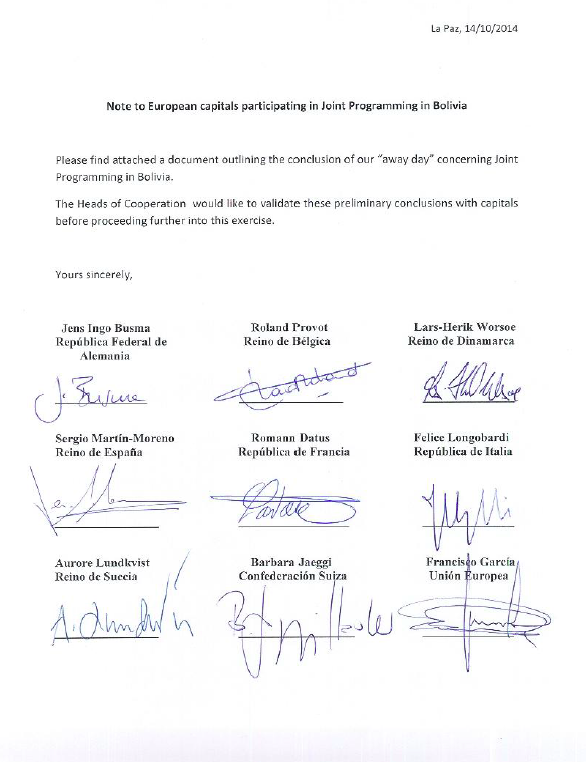 La Paz, 14/10/2014
Note to European capitals participating in Joint Programming in Bolivia
Please find attached a document outlining the conclusion of our “away day” concerning Joint
Programming in Bolivia.
The Heads of Cooperation would like to validate these preliminary conclusions with capitals
before proceeding further into this exercise.
Yours sincerely,
Jens Ingo Busma
República Federal de
Alemania
Roland Provot
Reino de Bélgica
Lars-Herik Worsoe
Reino de Dinamarca
Sergio Martín-Moreno
Reino de España
Romann Datus
República de Francia
Felice Longobardi
República de Italia
Aurore Lundkvist
Reino de Suecia
Barbara Jaeggi
Confederación Suiza
Francisco García
Unión Europea